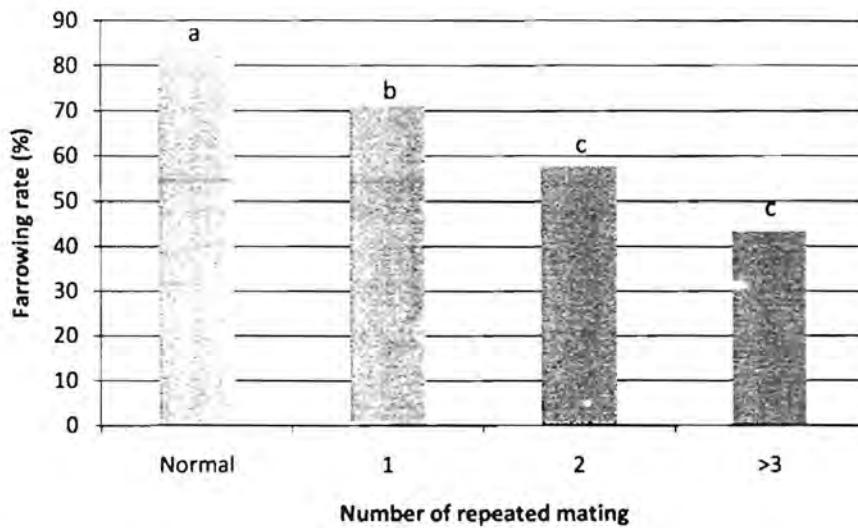 90
80
70
60
50
40
30
20
10
0
Farrowing rate (%)
a
b
c
c
Normal 1 2 >3
Number of repeated mating